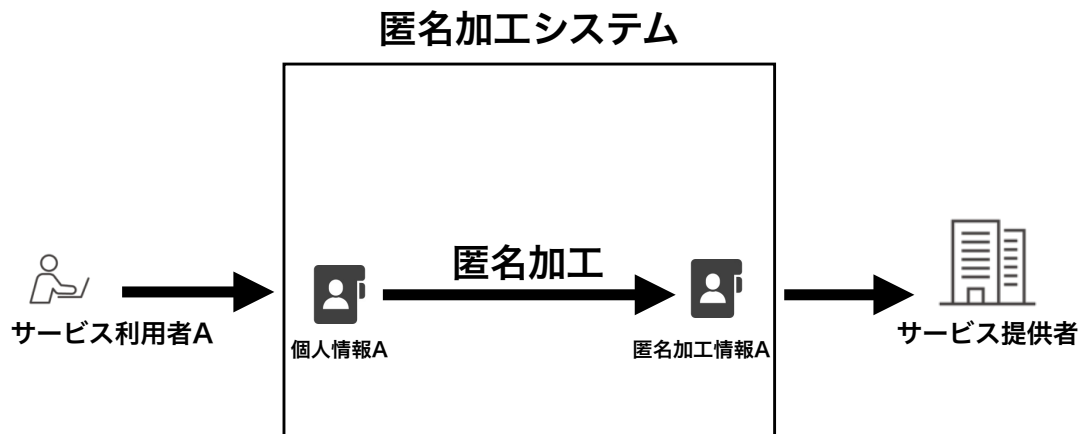 匿名加工システム
匿名加工
サービス利用者A
個人情報A
匿名加工情報A
サービス提供者